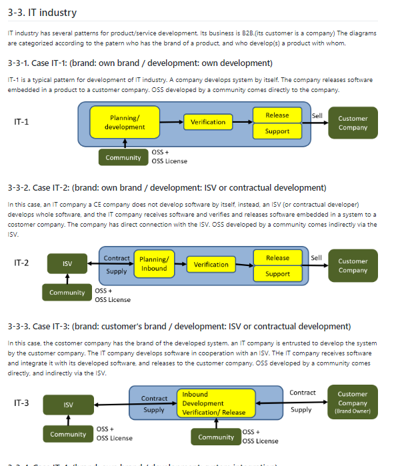 3-3. IT industry
IT industry has several patterns for product/service development. Its business is B2B.(Its customer is a company) The diagrams
are categorized according to the patern who has the brand of a product, and who develop(s) a product with whom.
3-3-1. Case IT-1: (brand: own brand / development: own development)
IT-1 is a typical pattern for development of IT industry. A company develops system by itself. The company releases software
embedded in a product to a customer company. OSS developed by a community comes directly to the company.
IT-1
Planning/
development
Verification
Release
Support
Sell
Customer
Company
Community
OSS +
OSS License
3-3-2. Case IT-2: (brand: own brand / development: ISV or contractual development)
In this case, an IT company a CE company does not develop software by itself, instead, an ISV (or contractual developer)
develops whole software, and the IT company receives software and verifies and releases software embedded in a system to a
costomer company. The company has direct connection with the ISV. OSS developed by a community comes indirectly via the
ISV.
IT-2
ISV
Contract
Supply
Planning/
Inbound
Verification
Release
Support
Sell
Customer
Company
Community
OSS +
OSS License
3-3-3. Case IT-3: (brand: customer's brand / development: ISV or contractual development)
In this case, the costomer company has the brand of the developed system. an IT company is entrusted to develop the system
by the customer company. The IT company develops software in cooperation with an ISV. THe IT company receives software
and integrate it with its developed software, and releases to the customer company. OSS developed by a community comes
directly, and indirectly via the ISV.
IT-3
ISV
Contract
Supply
Inbound
Development
Verification/ Release
Contract
Supply
Customer
Company
(Brand Owner)
Community
OSS +
OSS License
Community
OSS +
OSS License